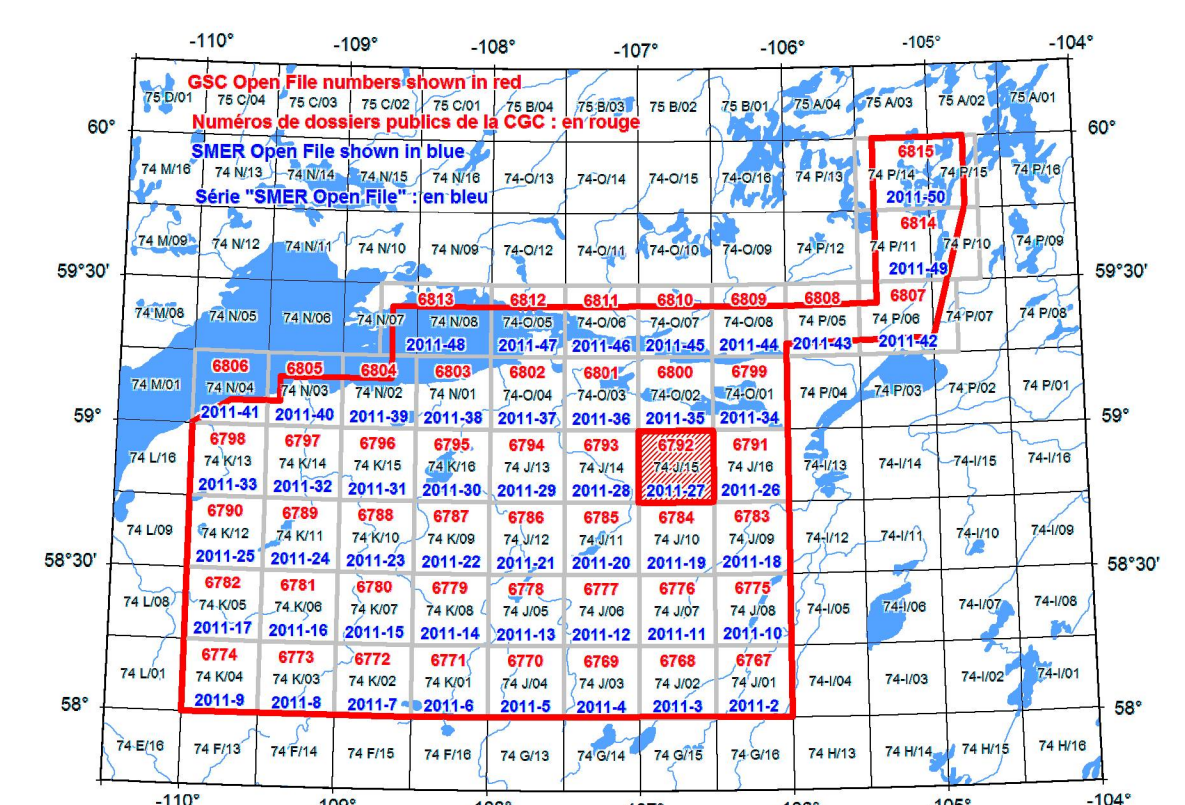 -110° -109° -108° -107° -106° -105° -104°
GSC Open File numbers shown in red
75 D/01 75 C/04 75 C/03 75 C/02 75 C/01 75 B/04 75 B/03 75 B/02 75 B/01 75 A/04 75 A/03 75 A/02 75 A/01
Numéros de dossiers publics de la CGC : en rouge
60° 60°
SMER Open File shown in blue
6815
74 M/16 74 N/13 74 N/14 74 N/15 74 N/16 74-O/13 74-O/14 74-O/15 74-O/16 74 P/13 74 P/14 74 P/15 74 P/16
Série "SMER Open File" : en bleu
2011-50
6814
74 M/09 74 N/12 74 N/11 74 N/10 74 N/09 74-O/12 74-O/11 74-O/10 74-O/09 74 P/12 74 P/11 74 P/10 74 P/09
2011-49
59°30' 59°30'
6813 6812 6811 6810 6809 6808 6807
74 M/08 74 N/05 74 N/06 74 N/07 74 N/08 74-O/05 74-O/06 74-O/07 74-O/08 74 P/05 74 P/06 74 P/07 74 P/08
2011-48 2011-47 2011-46 2011-45 2011-44 2011-43 2011-42
6806 6805 6804 6803 6802 6801 6800 6799
74 M/01 74 N/04 74 N/03 74 N/02 74 N/01 74-O/04 74-O/03 74-O/02 74-O/01 74 P/04 74 P/03 74 P/02 74 P/01
2011-41 2011-40 2011-39 2011-38 2011-37 2011-36 2011-35 2011-34
59° 59°
6798 6797 6796 6795 6794 6793 6792 6791
74 L/16 74 K/13 74 K/14 74 K/15 74 K/16 74 J/13 74 J/14 74 J/15 74 J/16 74-I/13 74-I/14 74-I/15 74-I/16
2011-33 2011-32 2011-31 2011-30 2011-29 2011-28 2011-27 2011-26
6790 6789 6788 6787 6786 6785 6784 6783
74 L/09 74 K/12 74 K/11 74 K/10 74 K/09 74 J/12 74 J/11 74 J/10 74 J/09 74-I/12 74-I/11 74-I/10 74-I/09
2011-25 2011-24 2011-23 2011-22 2011-21 2011-20 2011-19 2011-18
58°30' 58°30'
6782 6781 6780 6779 6778 6777 6776 6775
74 L/08 74 K/05 74 K/06 74 K/07 74 K/08 74 J/05 74 J/06 74 J/07 74 J/08 74-I/05 74-I/06 74-I/07 74-I/08
2011-17 2011-16 2011-15 2011-14 2011-13 2011-12 2011-11 2011-10
6774 6773 6772 6771 6770 6769 6768 6767
74 L/01 74 K/04 74 K/03 74 K/02 74 K/01 74 J/04 74 J/03 74 J/02 74 J/01 74-I/04 74-I/03 74-I/02 74-I/01
2011-9 2011-8 2011-7 2011-6 2011-5 2011-4 2011-3 2011-2
58° 58°
74 E/16 74 F/13 74 F/14 74 F/15 74 F/16 74 G/13 74 G/14 74 G/15 74 G/16 74 H/13 74 H/14 74 H/15 74 H/16
-110° -109° -108° -107° -106° -105° -104°